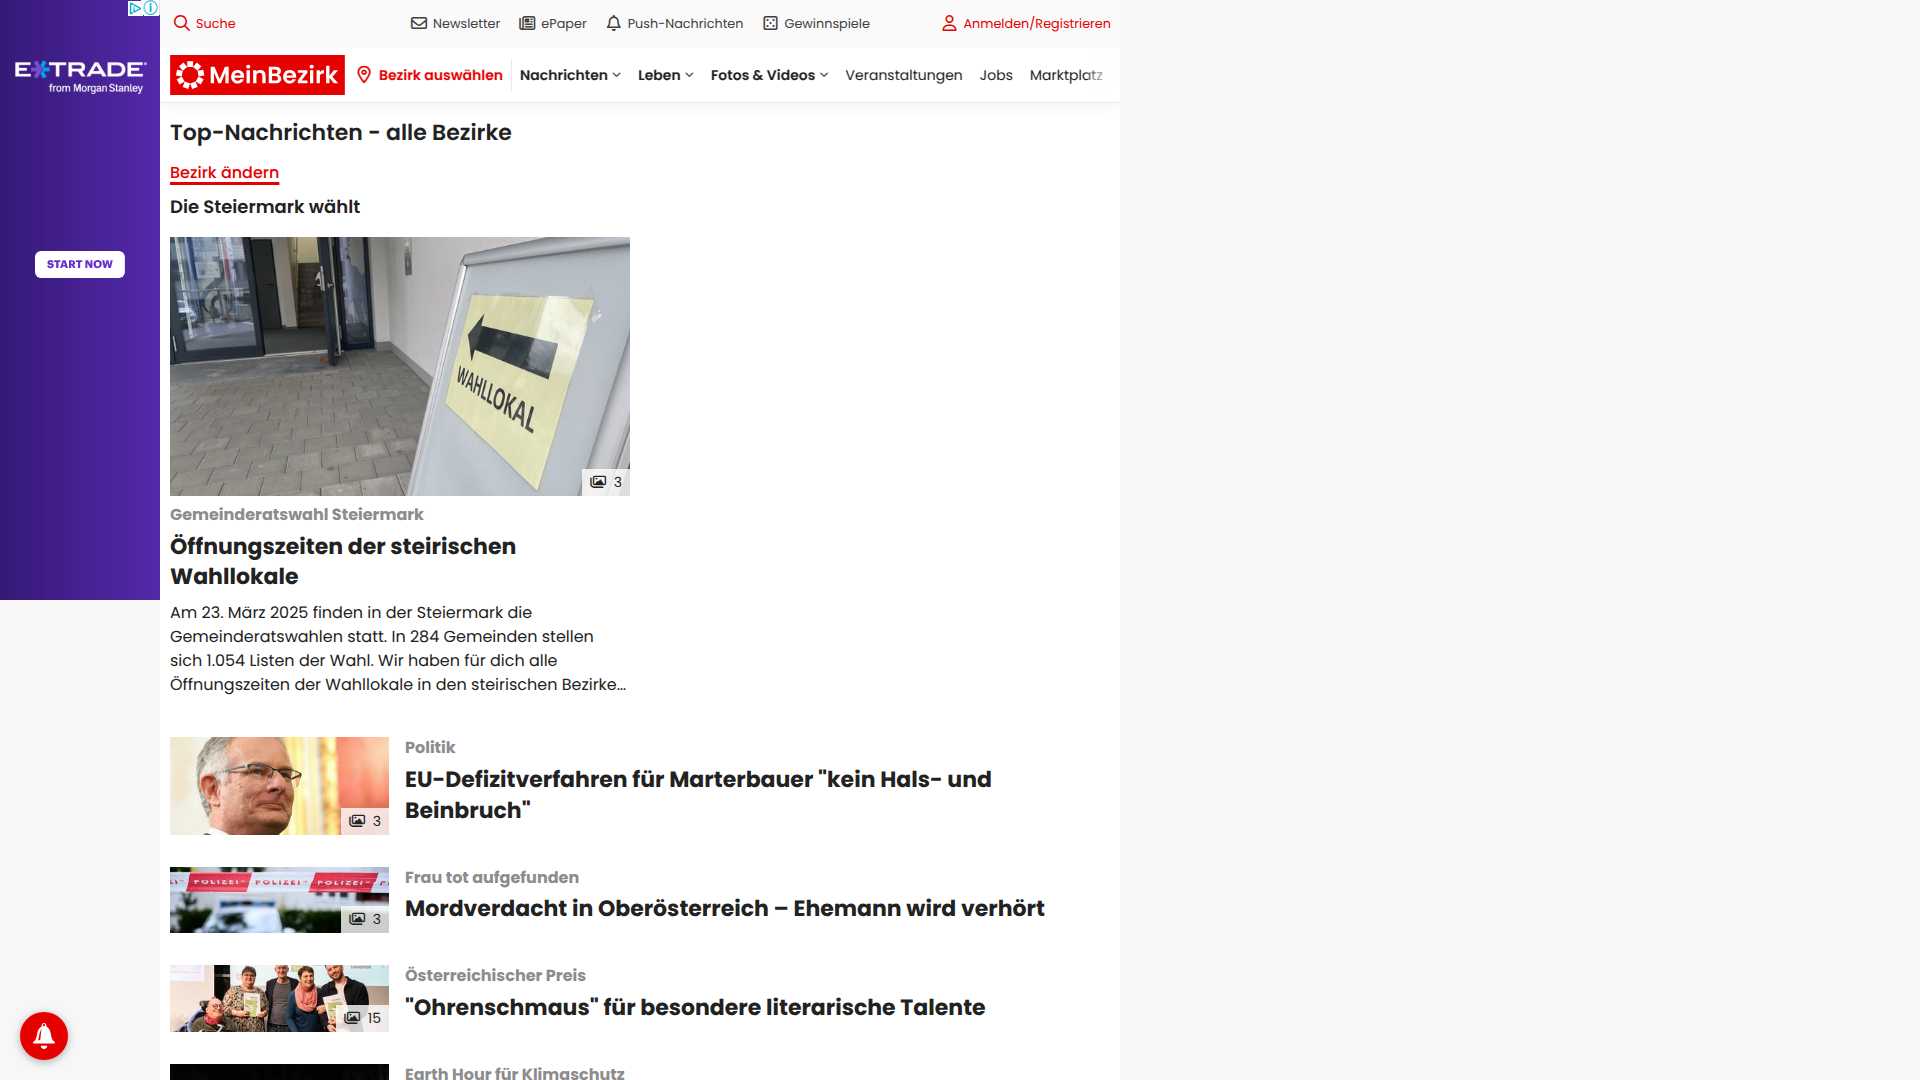 E*TRADE
from Morgan Stanley
START NOW
Suche
Newsletter
ePaper
Push-Nachrichten
Gewinnspiele
Anmelden/Registrieren
MeinBezirk
Bezirk auswählen
Nachrichten
Leben
Fotos & Videos
Veranstaltungen
Jobs
Marktplatz
Top-Nachrichten - alle Bezirke
Bezirk ändern
Die Steiermark wählt
WAHLLOKAL
3
Gemeinderatswahl Steiermark
Öffnungszeiten der steirischen
Wahllokale
Am 23. März 2025 finden in der Steiermark die
Gemeinderatswahlen statt. In 284 Gemeinden stellen
sich 1.054 Listen der Wahl. Wir haben für dich alle
Öffnungszeiten der Wahllokale in den steirischen Bezirke...
3
Politik
EU-Defizitverfahren für Marterbauer "kein Hals- und
Beinbruch"
POLIZEI POLIZEI POLIZEI
3
Frau tot aufgefunden
Mordverdacht in Oberösterreich – Ehemann wird verhört
15
Österreichischer Preis
"Ohrenschmaus" für besondere literarische Talente
Earth Hour für Klimaschutz